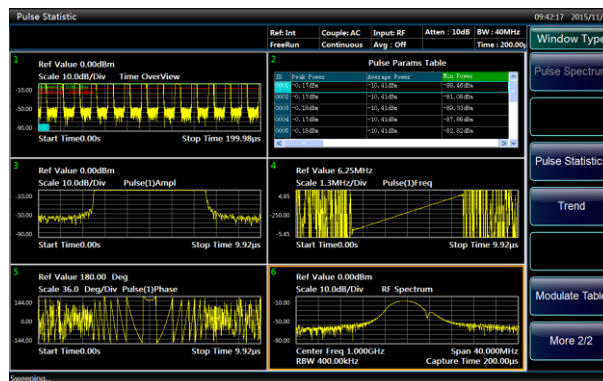 Pulse Statistic
09:42:17 2015/11/
Ref: Int Couple: AC Input: RF Atten : 10dB BW : 40MHz
FreeRun Continuous Avg : Off Time : 200.00μ
Window Type
Pulse Spectrum
Pulse Statistics
Trend
Modulate Table
More 2/2
1
Ref Value 0.00dBm
Scale 10.0dB/Div Time OverView
-10.00
-50.00
-90.00
Start Time0.00s Stop Time 199.98μs
2
Pulse Params Table
ID Peak Power Average Power Min Power
0001 -0.17dBm -10.41dBm -88.46dBm
0002 -0.17dBm -10.41dBm -81.08dBm
0003 -0.18dBm -10.41dBm -89.33dBm
0004 -0.17dBm -10.41dBm -87.86dBm
0005 -0.18dBm -10.41dBm -82.82dBm
3
Ref Value 0.00dBm
Scale 10.0dB/Div Pulse(1)Ampl
-10.00
-50.00
-90.00
Start Time0.00s Stop Time 9.92μs
4
Ref Value 6.25MHz
Scale 1.3MHz/Div Pulse(1)Freq
4.95
-250.00
-5.45
Start Time0.00s Stop Time 9.92μs
5
Ref Value 180.00 Deg
Scale 36.0 Deg/Div Pulse(1)Phase
144.00
0.00
-144.00
Start Time0.00s Stop Time 9.92μs
6
Ref Value 0.00dBm
Scale 10.0dB/Div RF Spectrum
-10.00
-50.00
-90.00
Center Freq 1.000GHz Span 40.000MHz
RBW 400.00kHz Capture Time 200.00μs
Sweeping...